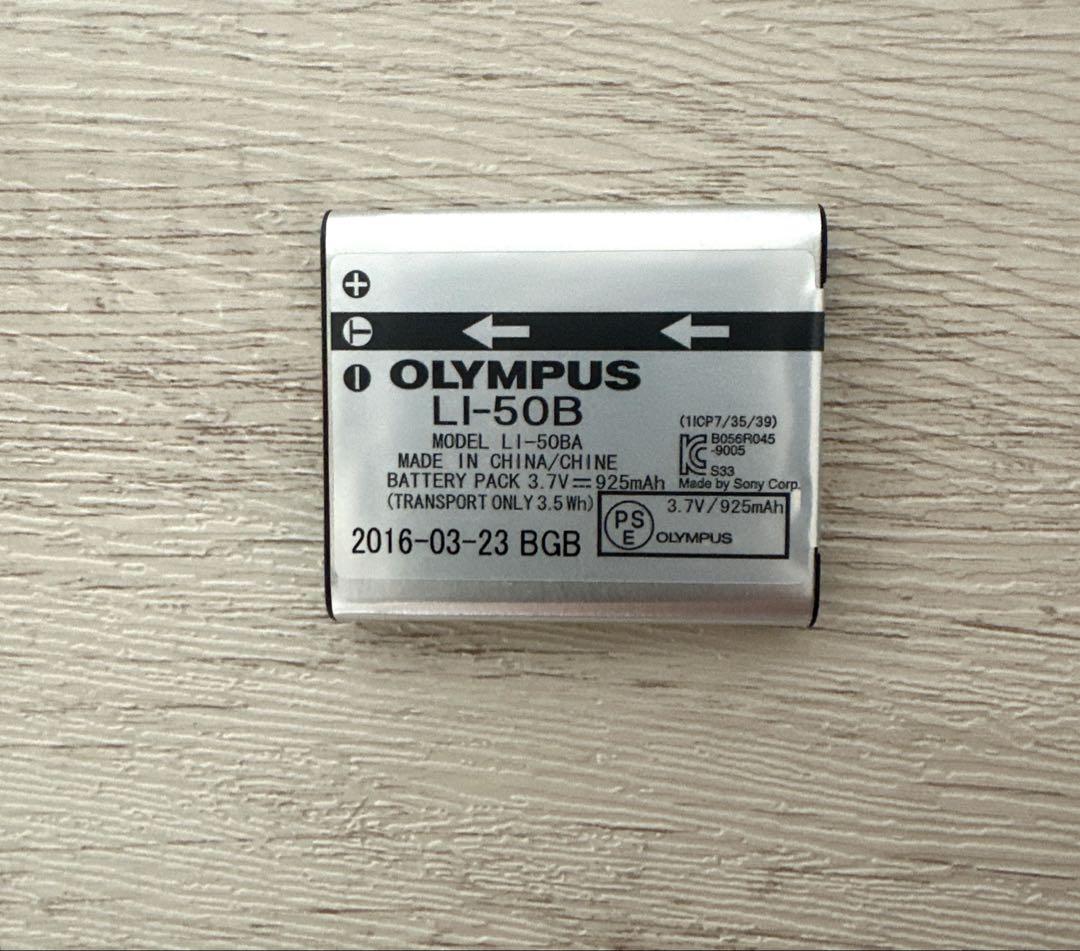 OLYMPUS
LI-50B
MODEL LI-50BA
MADE IN CHINA/CHINE
BATTERY PACK 3.7V⎓925mAh
(TRANSPORT ONLY 3.5 Wh)
2016-03-23 BGB
(1ICP7/35/39)
B056R045
-9005
S33
Made by Sony Corp.
3.7V/925mAh
PS
E
OLYMPUS